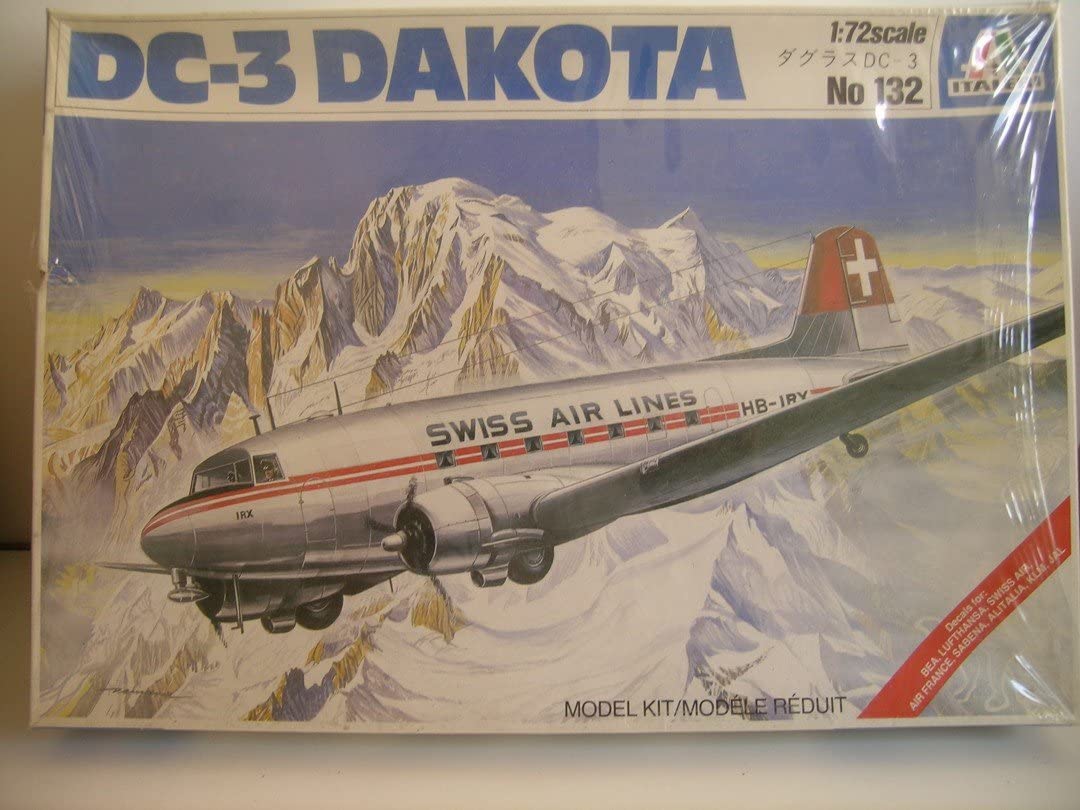 DC-3 DAKOTA
1:72scale
ダグラスDC-3
No 132
ITALERI
SWISS AIR LINES
HB-IRX
IRX
Decals for:
BEA, LUFTHANSA, SWISS AIR,
AIR FRANCE, SABENA, ALITALIA, KLM, JAL
MODEL KIT/MODÈLE RÉDUIT